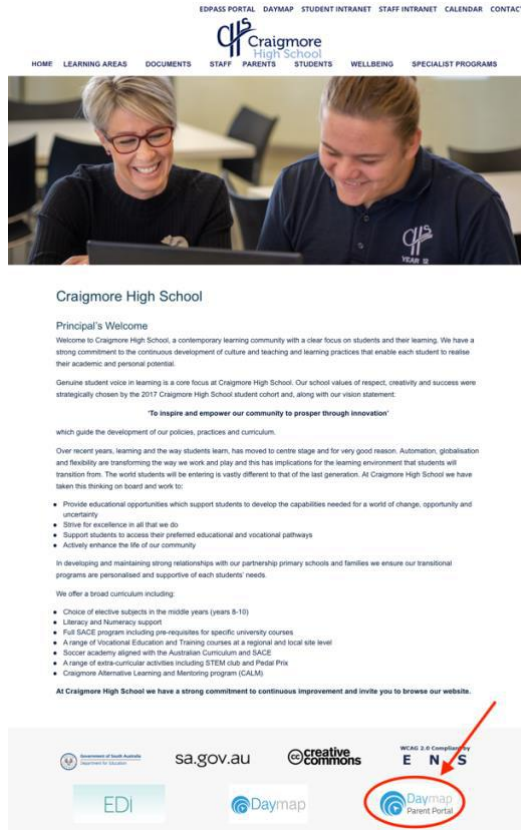 EDPASS PORTAL DAYMAP STUDENT INTRANET STAFF INTRANET CALENDAR CONTACT
CHS Craigmore
High School
HOME LEARNING AREAS DOCUMENTS STAFF PARENTS STUDENTS WELLBEING SPECIALIST PROGRAMS
CHS
YEAR 12
Craigmore High School
Principal's Welcome
Welcome to Craigmore High School, a contemporary learning community with a clear focus on students and their learning. We have a
strong commitment to the continuous development of culture and teaching and learning practices that enable each student to realise
their academic and personal potential.
Genuine student voice in learning is a core focus at Craigmore High School. Our school values of respect, creativity and success were
strategically chosen by the 2017 Craigmore High School student cohort and, along with our vision statement:
'To inspire and empower our community to prosper through innovation'
which guide the development of our policies, practices and curriculum.
Over recent years, learning and the way students learn, has moved to centre stage and for very good reason. Automation, globalisation
and flexibility are transforming the way we work and play and this has implications for the learning environment that students will
transition from. The world students will be entering is vastly different to that of the last generation. At Craigmore High School we have
taken this thinking on board and work to:
• Provide educational opportunities which support students to develop the capabilities needed for a world of change, opportunity and
uncertainty
• Strive for excellence in all that we do
• Support students to access their preferred educational and vocational pathways
• Actively enhance the life of our community
In developing and maintaining strong relationships with our partnership primary schools and families we ensure our transitional
programs are personalised and supportive of each students' needs.
We offer a broad curriculum including:
• Choice of elective subjects in the middle years (years 8-10)
• Literacy and Numeracy support
• Full SACE program including pre-requisites for specific university courses
• A range of Vocational Education and Training courses at a regional and local site level
• Soccer academy aligned with the Australian Curriculum and SACE
• A range of extra-curricular activities including STEM club and Pedal Prix
• Craigmore Alternative Learning and Mentoring program (CALM)
At Craigmore High School we have a strong commitment to continuous improvement and invite you to browse our website.
Government of South Australia
Department for Education
sa.gov.au
cc creative commons
WCAG 2.0 Compliant by
E N S
EDI
Daymap
Daymap
Parent Portal